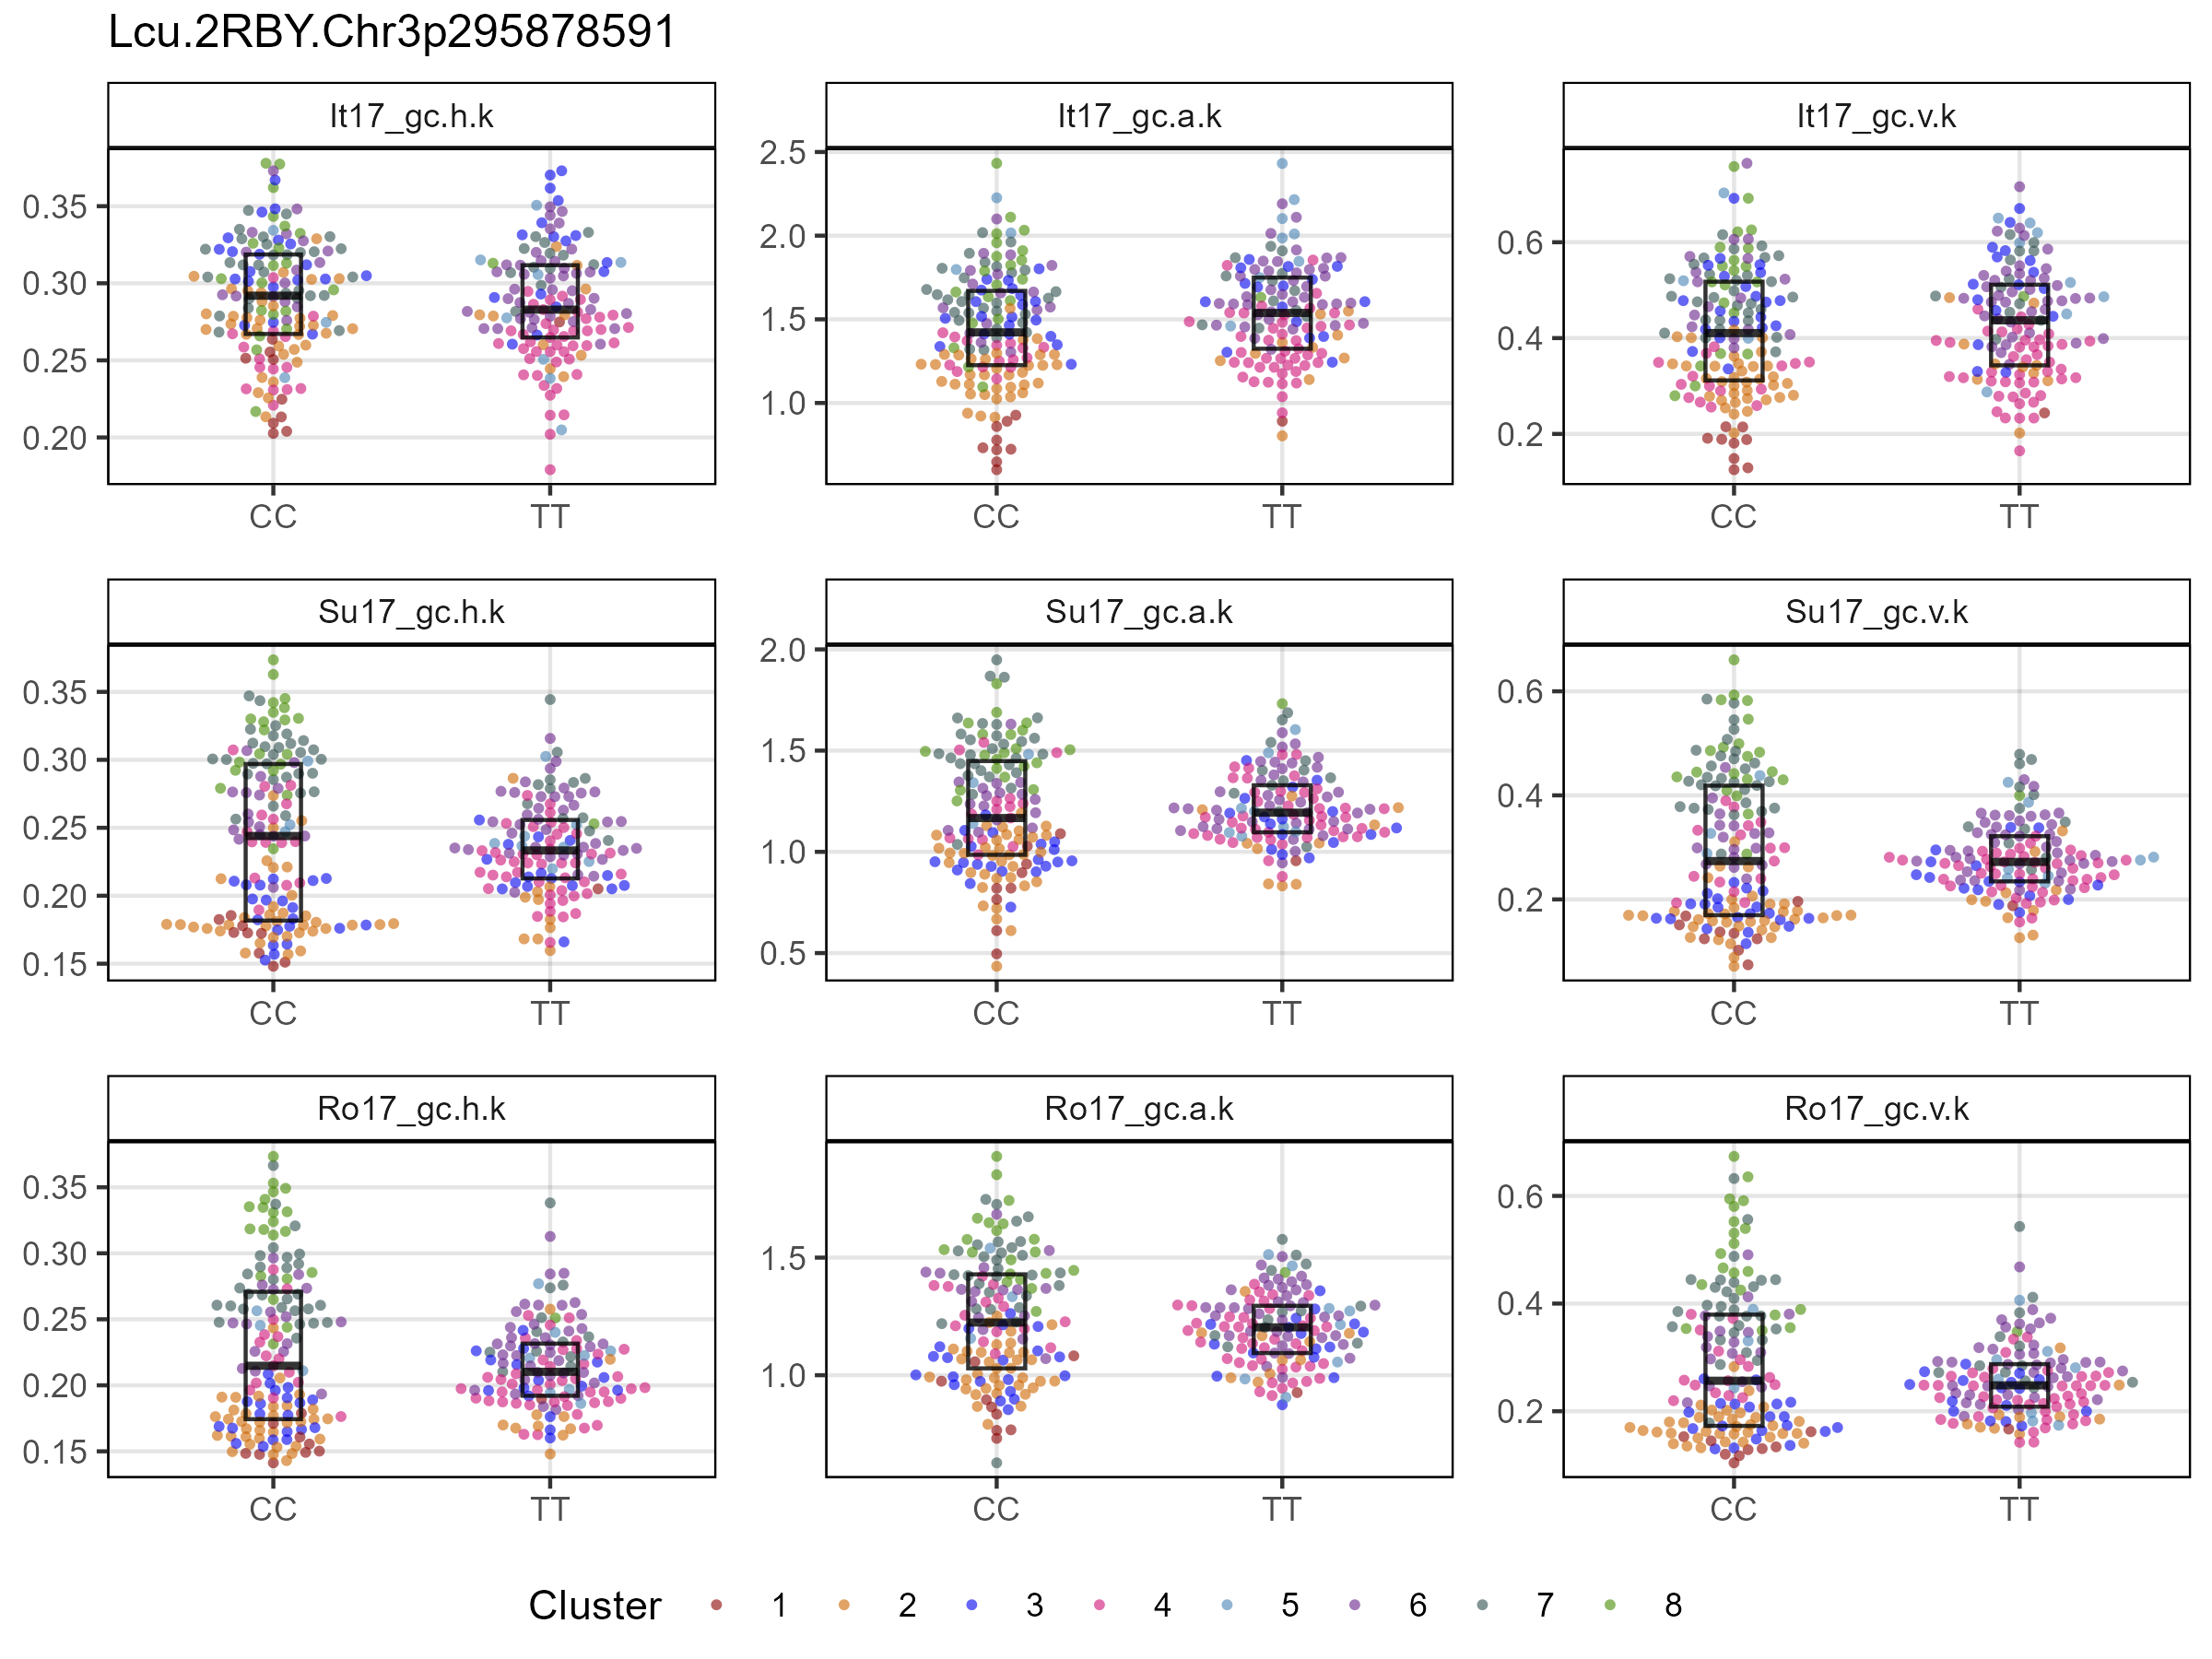 Lcu.2RBY.Chr3p295878591
It17_gc.h.k
It17_gc.a.k
It17_gc.v.k
0.35
0.30
0.25
0.20
CC
TT
2.5
2.0
1.5
1.0
CC
TT
0.6
0.4
0.2
CC
TT
Su17_gc.h.k
Su17_gc.a.k
Su17_gc.v.k
0.35
0.30
0.25
0.20
0.15
CC
TT
2.0
1.5
1.0
0.5
CC
TT
0.6
0.4
0.2
CC
TT
Ro17_gc.h.k
Ro17_gc.a.k
Ro17_gc.v.k
0.35
0.30
0.25
0.20
0.15
CC
TT
1.5
1.0
CC
TT
0.6
0.4
0.2
CC
TT
Cluster 1 2 3 4 5 6 7 8